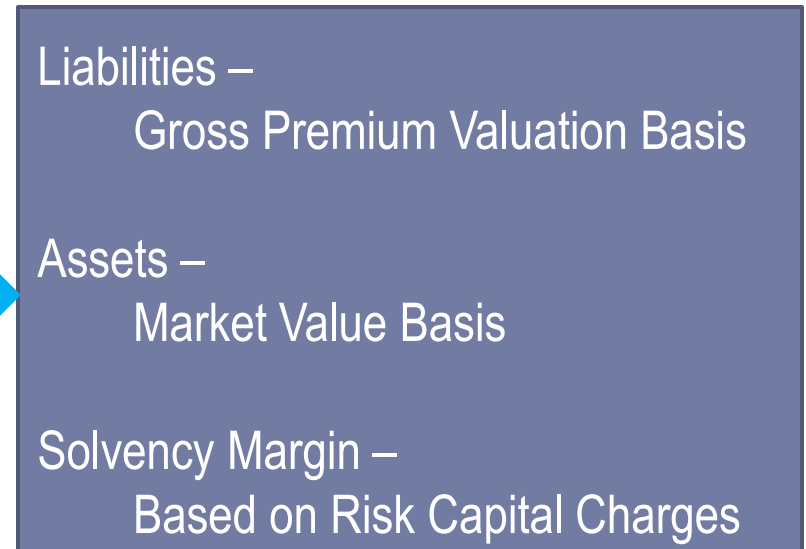 Liabilities –
Gross Premium Valuation Basis
Assets –
Market Value Basis
Solvency Margin –
Based on Risk Capital Charges